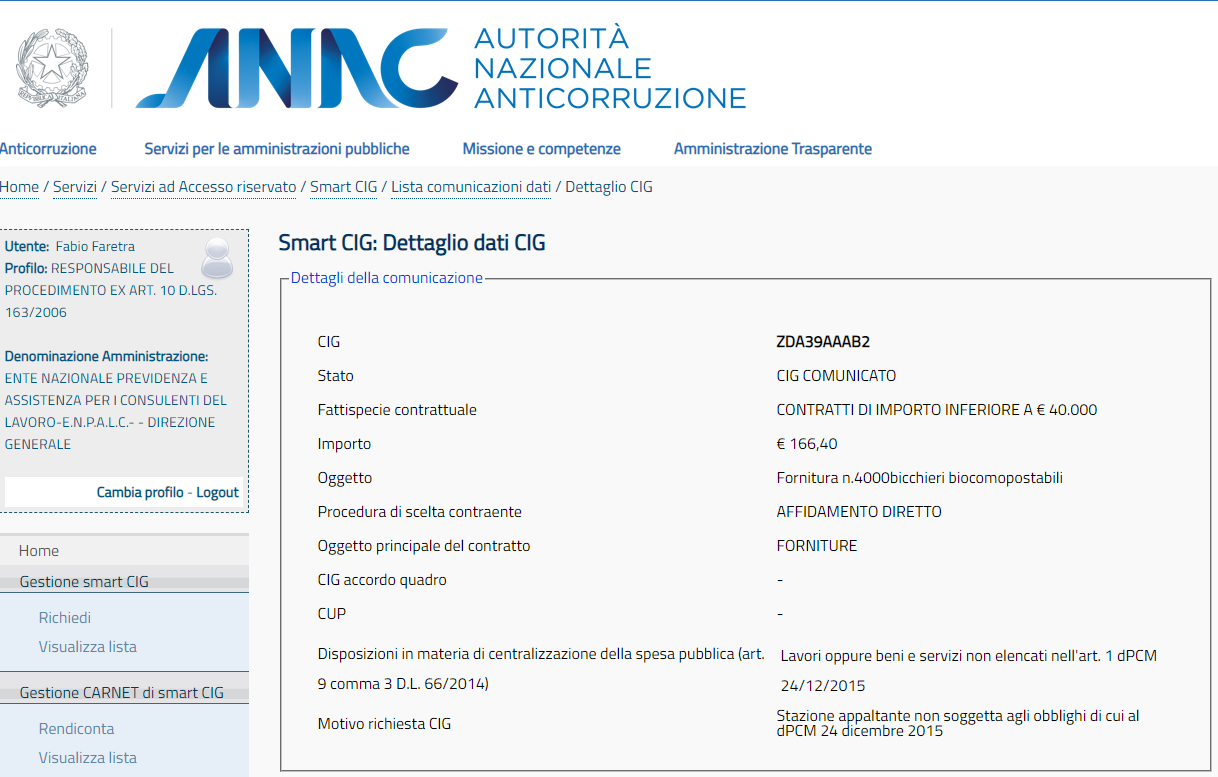 REPUBBLICA ITALIANA
ANAC
AUTORITÀ
NAZIONALE
ANTICORRUZIONE
Anticorruzione Servizi per le amministrazioni pubbliche Missione e competenze Amministrazione Trasparente
Home / Servizi / Servizi ad Accesso riservato / Smart CIG / Lista comunicazioni dati / Dettaglio CIG
Utente: Fabio Faretra
Profilo: RESPONSABILE DEL
PROCEDIMENTO EX ART. 10 D.LGS.
163/2006
Denominazione Amministrazione:
ENTE NAZIONALE PREVIDENZA E
ASSISTENZA PER I CONSULENTI DEL
LAVORO-E.N.P.A.L.C.- - DIREZIONE
GENERALE
Cambia profilo - Logout
Home
Gestione smart CIG
Richiedi
Visualizza lista
Gestione CARNET di smart CIG
Rendiconta
Visualizza lista
Smart CIG: Dettaglio dati CIG
Dettagli della comunicazione
CIG ZDA39AAAB2
Stato CIG COMUNICATO
Fattispecie contrattuale CONTRATTI DI IMPORTO INFERIORE A € 40.000
Importo € 166,40
Oggetto Fornitura n.4000bicchieri biocomopostabili
Procedura di scelta contraente AFFIDAMENTO DIRETTO
Oggetto principale del contratto FORNITURE
CIG accordo quadro -
CUP -
Disposizioni in materia di centralizzazione della spesa pubblica (art. Lavori oppure beni e servizi non elencati nell'art. 1 dPCM
9 comma 3 D.L. 66/2014) 24/12/2015
Motivo richiesta CIG Stazione appaltante non soggetta agli obblighi di cui al
dPCM 24 dicembre 2015